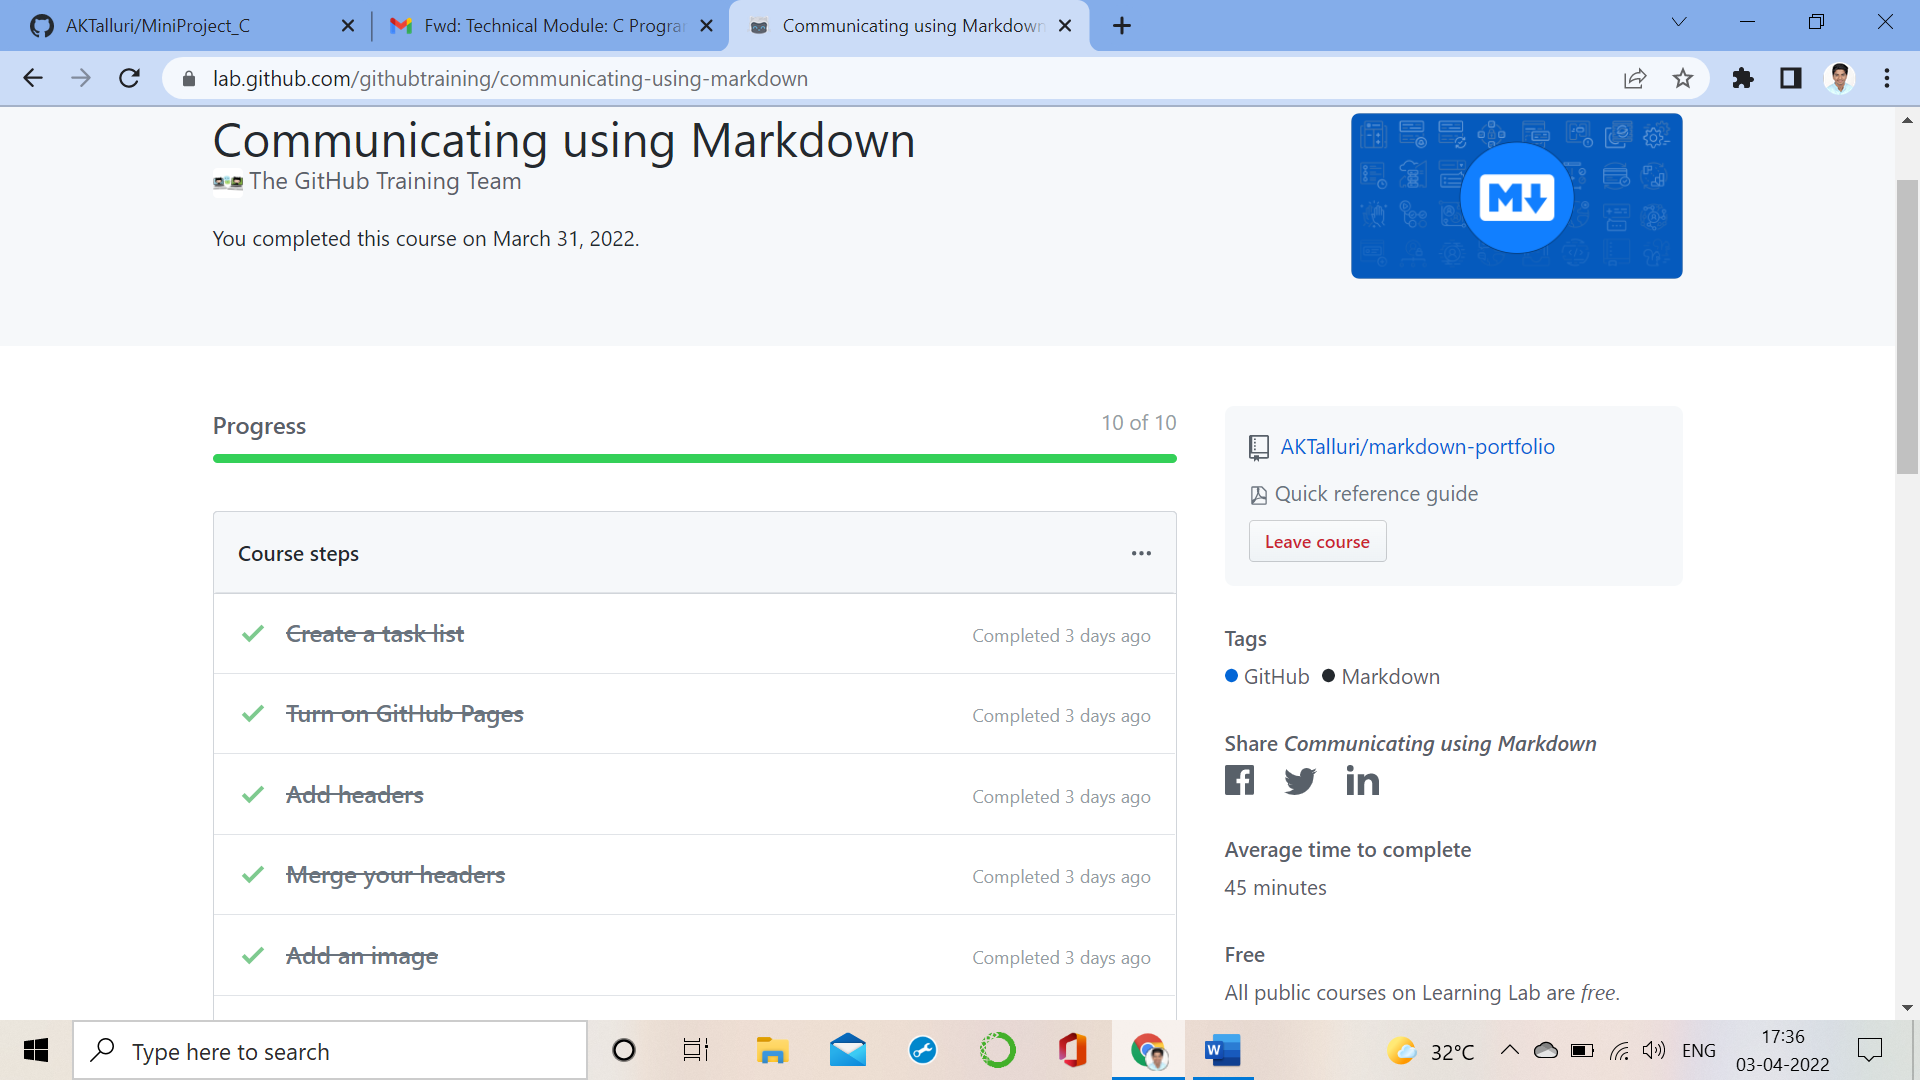 AKTalluri/MiniProject_C
Fwd: Technical Module: C Progra
Communicating using Markdown
lab.github.com/githubtraining/communicating-using-markdown
Communicating using Markdown
The GitHub Training Team
You completed this course on March 31, 2022.
M
Progress
10 of 10
AKTalluri/markdown-portfolio
Quick reference guide
Leave course
Course steps
Create a task list
Completed 3 days ago
Turn on GitHub Pages
Completed 3 days ago
Add headers
Completed 3 days ago
Merge your headers
Completed 3 days ago
Add an image
Completed 3 days ago
Tags
GitHub Markdown
Share Communicating using Markdown
Average time to complete
45 minutes
Free
All public courses on Learning Lab are free.
Type here to search
W
32°C
ENG
17:36
03-04-2022